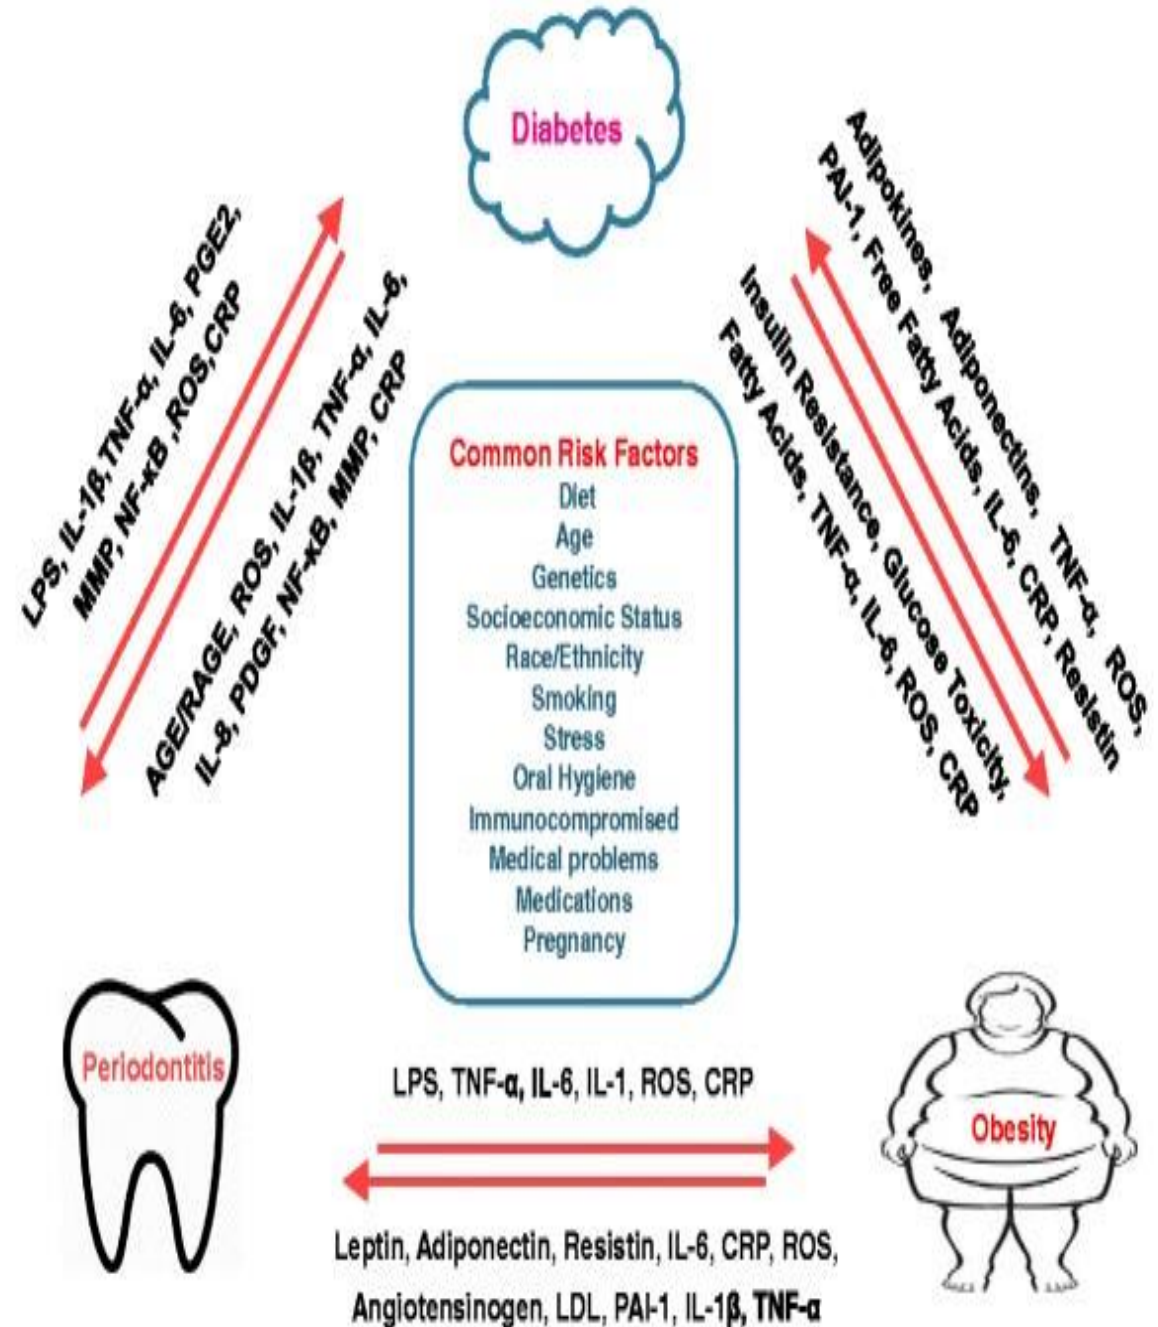 Diabetes
LPS, IL-1β,TNF-α, IL-6, PGE2,
MMP, NF-κB ,ROS,CRP
AGE/RAGE, ROS, IL-1β, TNF-α, IL-6,
IL-8, PDGF, NF-κB, MMP, CRP
Adipokines, Adiponectins, TNF-α, ROS,
PAI-1, Free Fatty Acids, IL-6, CRP, Resistin
Insulin Resistance, Glucose Toxicity,
Fatty Acids, TNF-α, IL-6, ROS, CRP
Common Risk Factors
Diet
Age
Genetics
Socioeconomic Status
Race/Ethnicity
Smoking
Stress
Oral Hygiene
Immunocompromised
Medical problems
Medications
Pregnancy
Periodontitis
LPS, TNF-α, IL-6, IL-1, ROS, CRP
Obesity
Leptin, Adiponectin, Resistin, IL-6, CRP, ROS,
Angiotensinogen, LDL, PAI-1, IL-1β, TNF-α